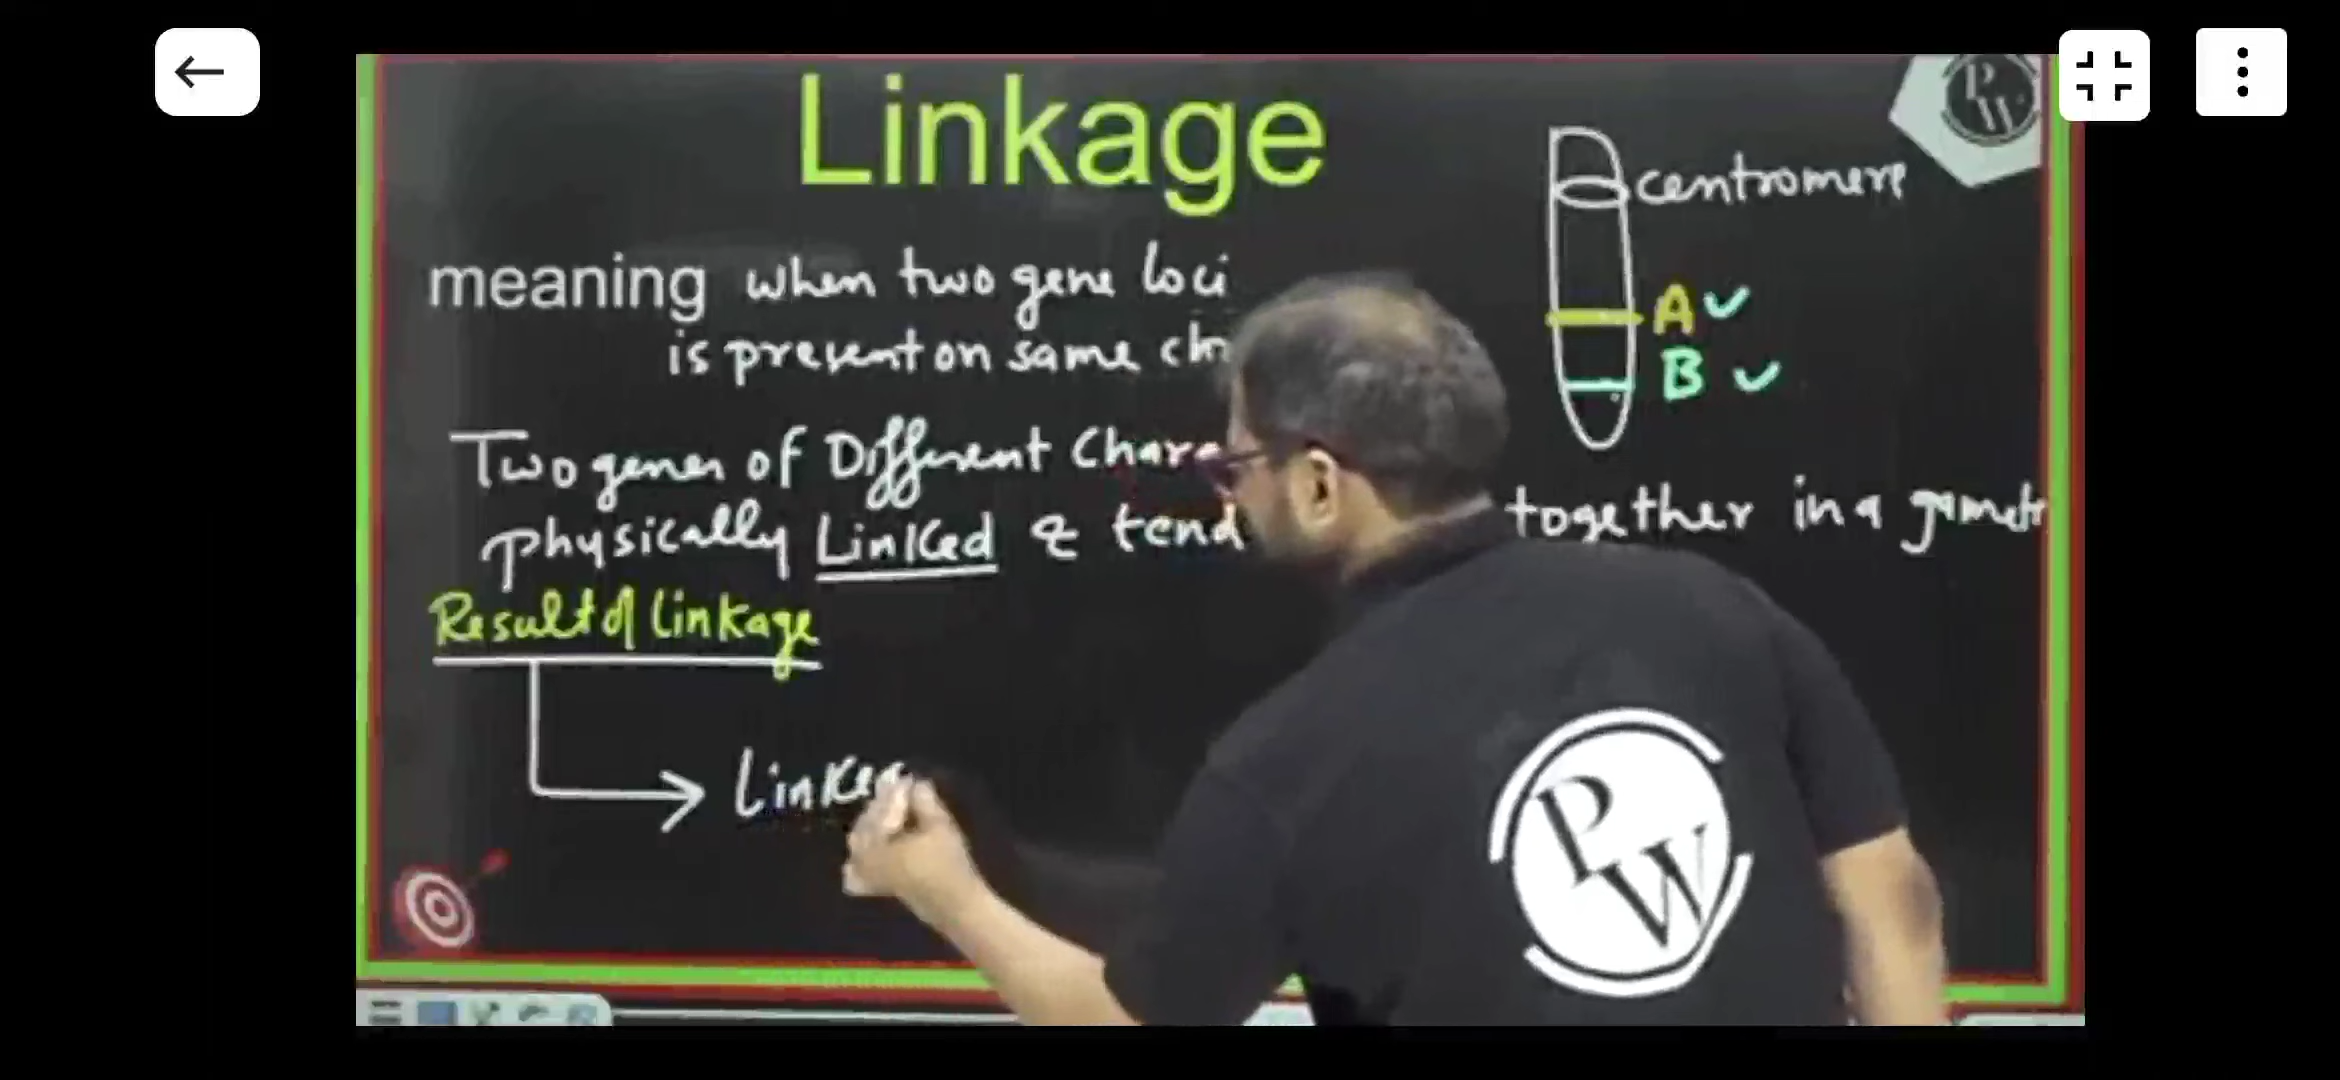 Linkage
PW
centromere
meaning when two gene loci
is present on same
A
B
Two genes of Different
physically Linked & tend
together in a
Result of Linkage
PW